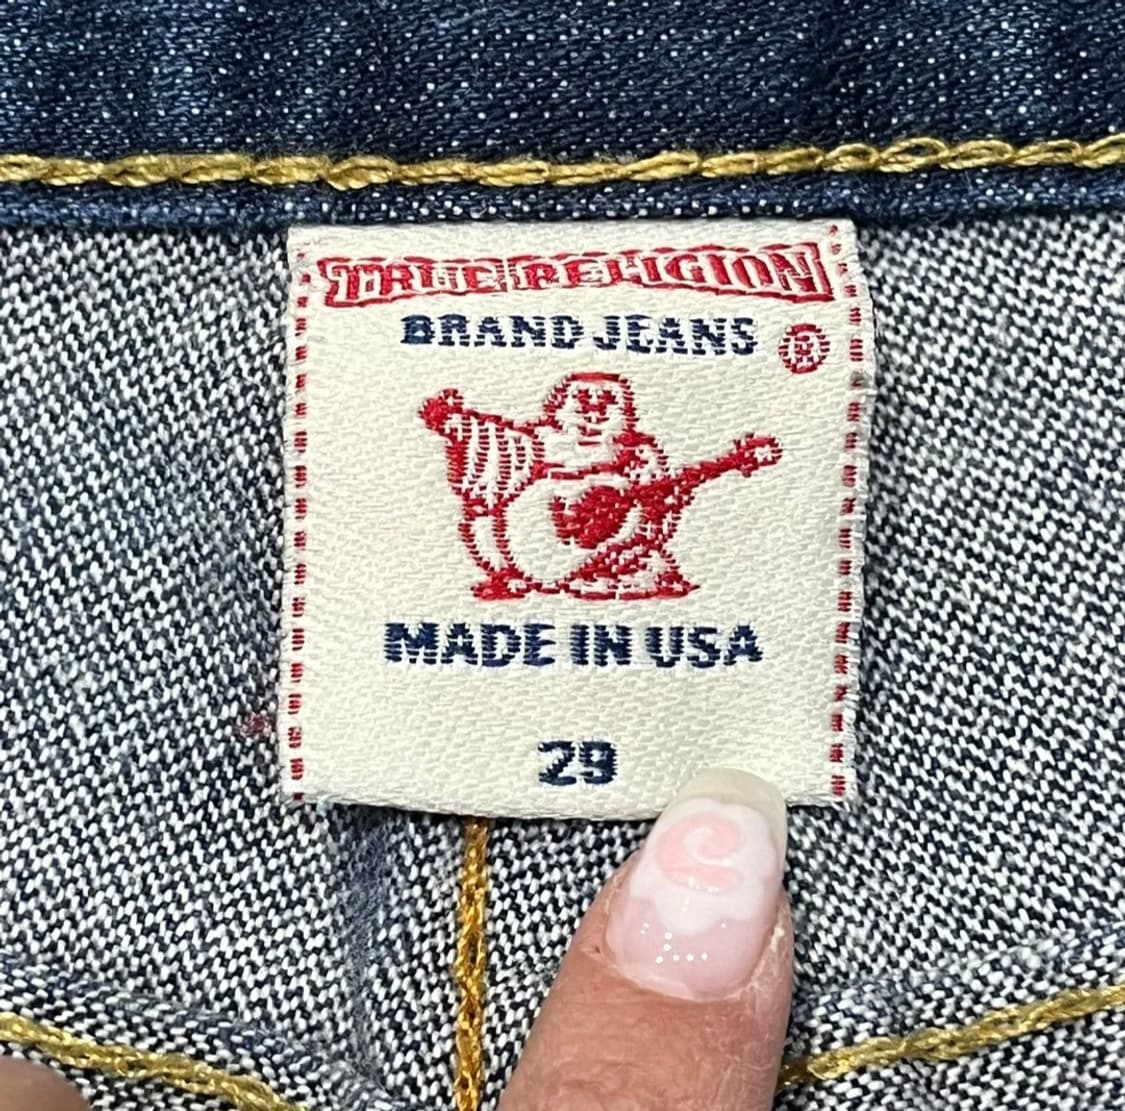 TRUE RELIGION
BRAND JEANS ®
MADE IN USA
29